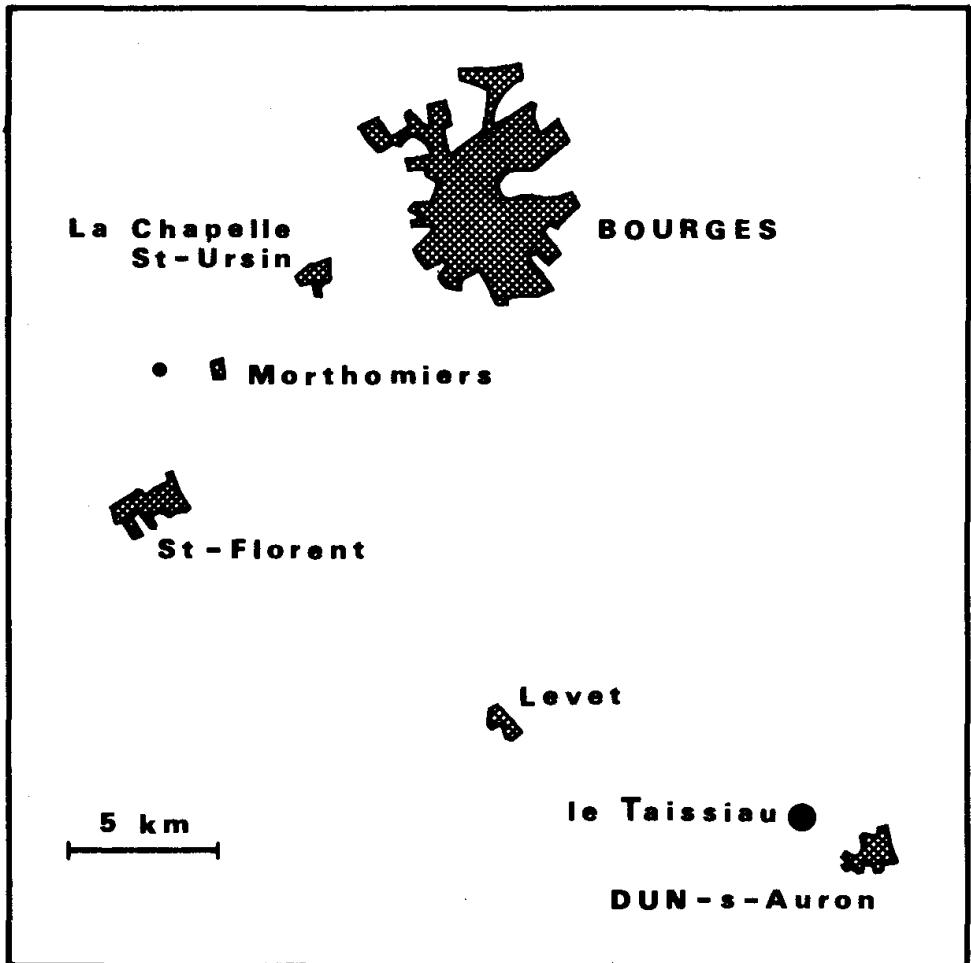 La Chapelle
St-Ursin
BOURGES
Morthomiers
St-Florent
Levet
le Taissiau
5 km
DUN-s-Auron